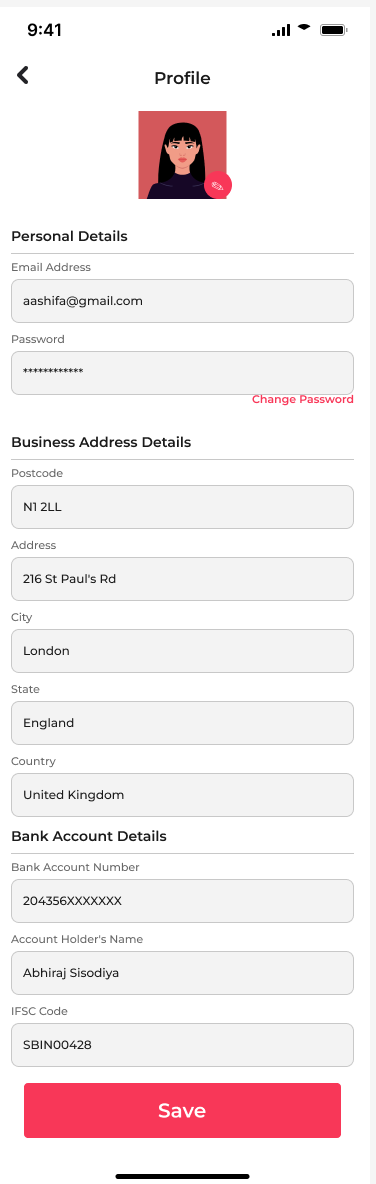 9:41
Profile
Personal Details
Email Address
aashifa@gmail.com
Password
************
Change Password
Business Address Details
Postcode
N1 2LL
Address
216 St Paul's Rd
City
London
State
England
Country
United Kingdom
Bank Account Details
Bank Account Number
204356XXXXXXX
Account Holder's Name
Abhiraj Sisodiya
IFSC Code
SBIN00428
Save